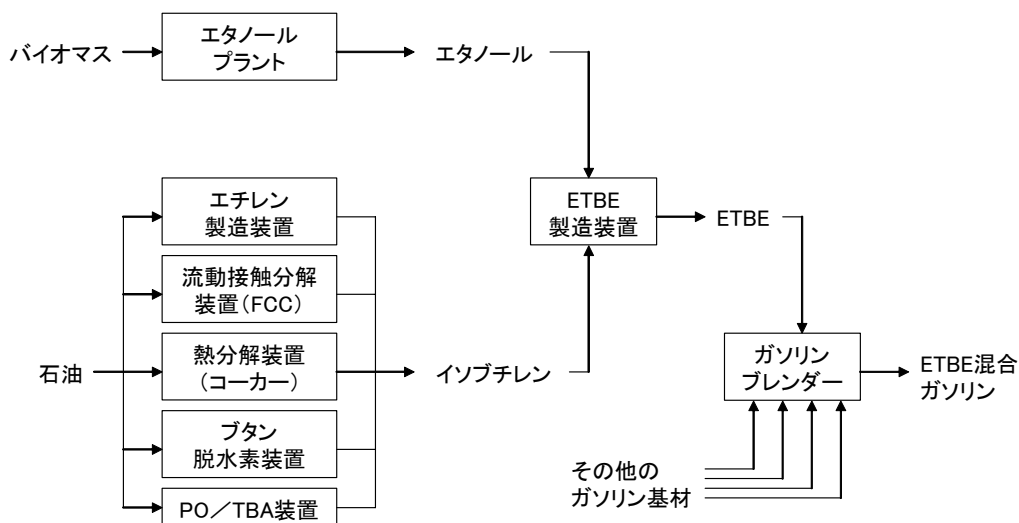 バイオマス
エタノール
プラント
エタノール
エチレン
製造装置
流動接触分解
装置(FCC)
石油
熱分解装置
(コーカー)
イソブチレン
ブタン
脱水素装置
PO/TBA装置
ETBE
製造装置
ETBE
ガソリン
ブレンダー
ETBE混合
ガソリン
その他の
ガソリン基材